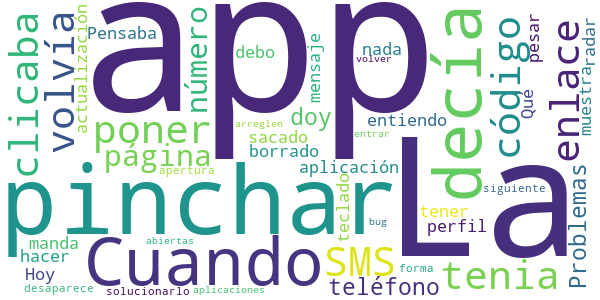 app
La
pinchar
Cuando
decía
enlace
tenia
código
poner
SMS
clicaba
volvía
página
número
teléfono
Problemas
doy
Pensaba
actualización
debo
nada
volver
mensaje
entiendo
Qué
pesar
muestra
radar
arreglen
sacado
entrar
borrado
aplicación
apertura
teclado
siguiente
tener
perfil
manda
hacer
Hoy
desaparece
abiertas
solucionarlo
aplicaciones
bug
forma